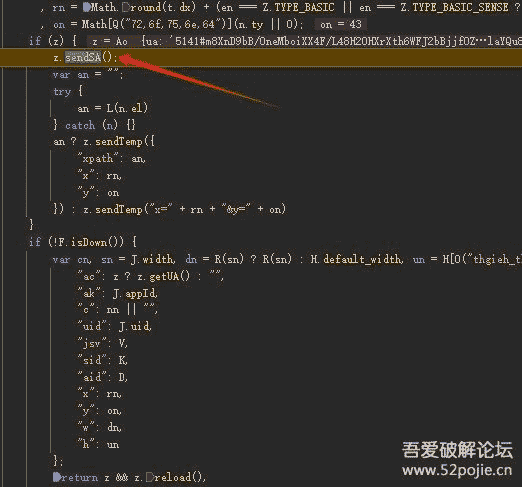 , rn = Math.round(t.dx) + (en === Z.TYPE_BASIC || en === Z.TYPE_SENSE ?
, on = Math[Q("72,6f,75,6e,64")](n.ty || 0); on = 43
if (z) { z = Ao {ua: '5141#m8XnD9bB/OneMboiXX4F/L48H2OHXrXth6WFJ2bBjjfOZ…laYQu8
z.sendSA();
var an = "";
try {
an = L(n.el)
} catch (n) {}
an ? z.sendTemp({
"xpath": an,
"x": rn,
"y": on
}) : z.sendTemp("x=" + rn + "&y=" + on)
}
if (!F.isDown()) {
var cn, sn = J.width, dn = R(sn) ? R(sn) : H.default_width, un = H[O("thgieh_t
"ac": z ? z.getUA() : "",
"ak": J.appId,
"c": nn || "",
"uid": J.uid,
"jsv": V,
"sid": K,
"aid": D,
"x": rn,
"y": on,
"w": dn,
"h": un
};
return z && z.reload(),
吾爱破解论坛
www.52pojie.cn